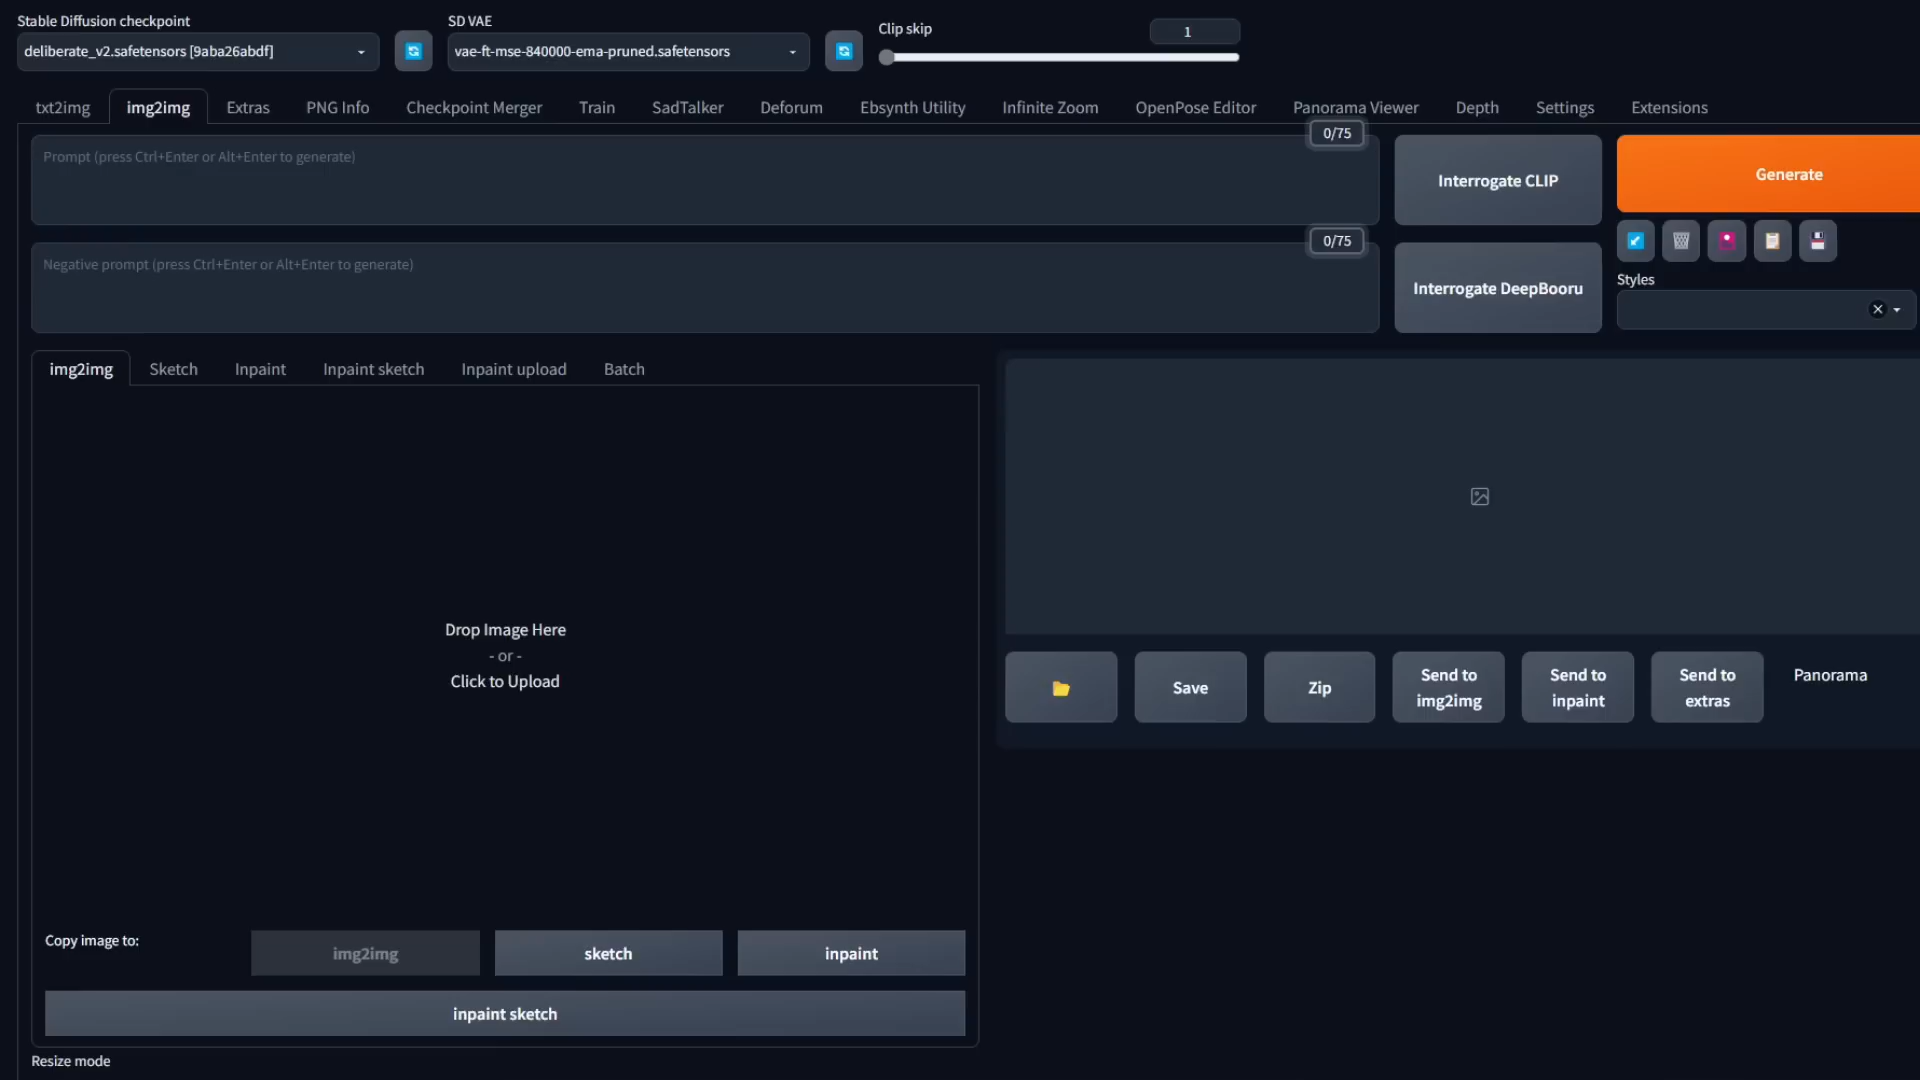 Stable Diffusion checkpoint
deliberate_v2.safetensors [9aba26abdf]
SD VAE
vae-ft-mse-840000-ema-pruned.safetensors
Clip skip
1
txt2img img2img Extras PNG Info Checkpoint Merger Train SadTalker Deforum Ebsynth Utility Infinite Zoom OpenPose Editor Panorama Viewer Depth Settings Extensions
Prompt (press Ctrl+Enter or Alt+Enter to generate)
0/75
Interrogate CLIP
Generate
Negative prompt (press Ctrl+Enter or Alt+Enter to generate)
0/75
Interrogate DeepBooru
Styles
img2img Sketch Inpaint Inpaint sketch Inpaint upload Batch
Drop Image Here
- or -
Click to Upload
Save
Zip
Send to
img2img
Send to
inpaint
Send to
extras
Panorama
Copy image to:
img2img
sketch
inpaint
inpaint sketch
Resize mode